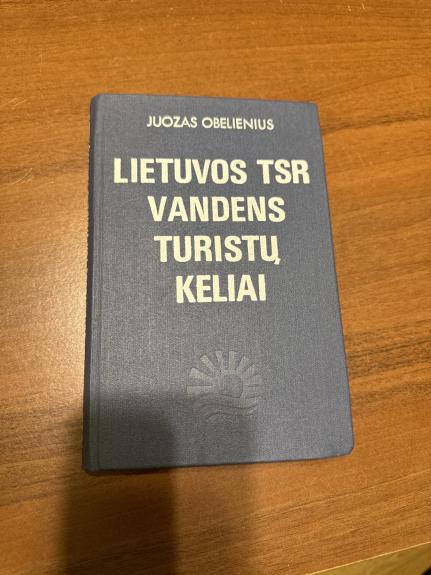 JUOZAS OBELIENIUS
LIETUVOS TSR
VANDENS
TURISTŲ
KELIAI